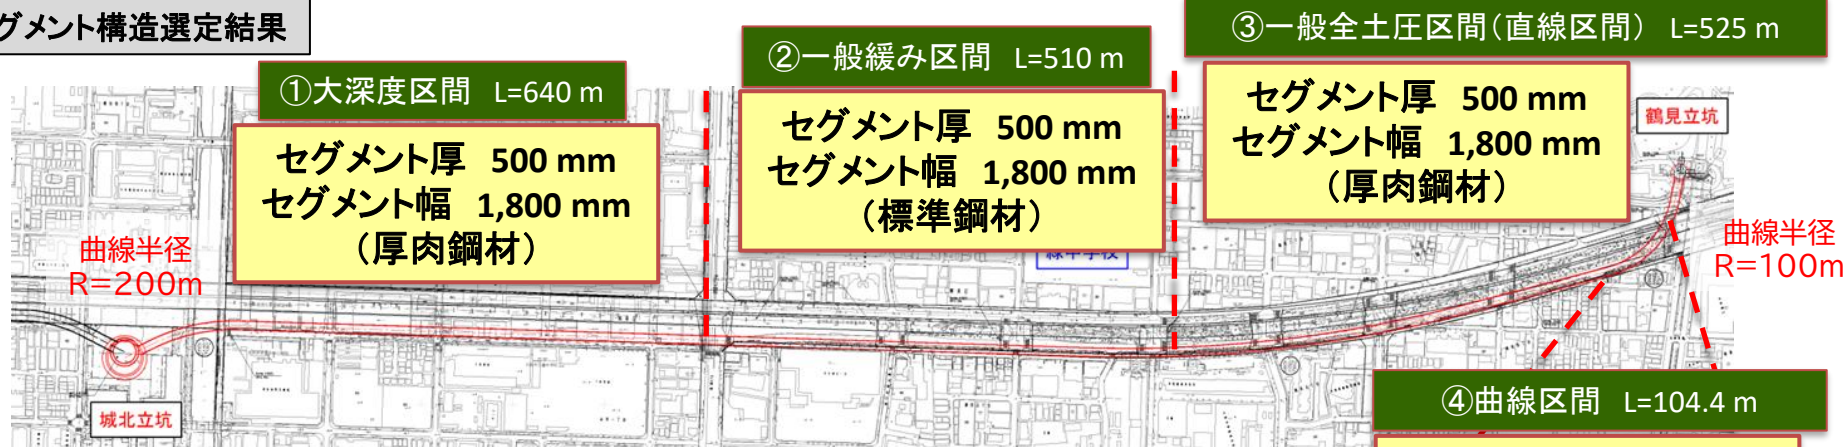 グメント構造選定結果
①大深度区間 L=640 m
セグメント厚 500 mm
セグメント幅 1,800 mm
（厚肉鋼材）
②一般緩み区間 L=510 m
セグメント厚 500 mm
セグメント幅 1,800 mm
（標準鋼材）
③一般全土圧区間（直線区間） L=525 m
セグメント厚 500 mm
セグメント幅 1,800 mm
（厚肉鋼材）
鶴見立坑
曲線半径
R=200m
曲線半径
R=100m
城北立坑
④曲線区間 L=104.4 m